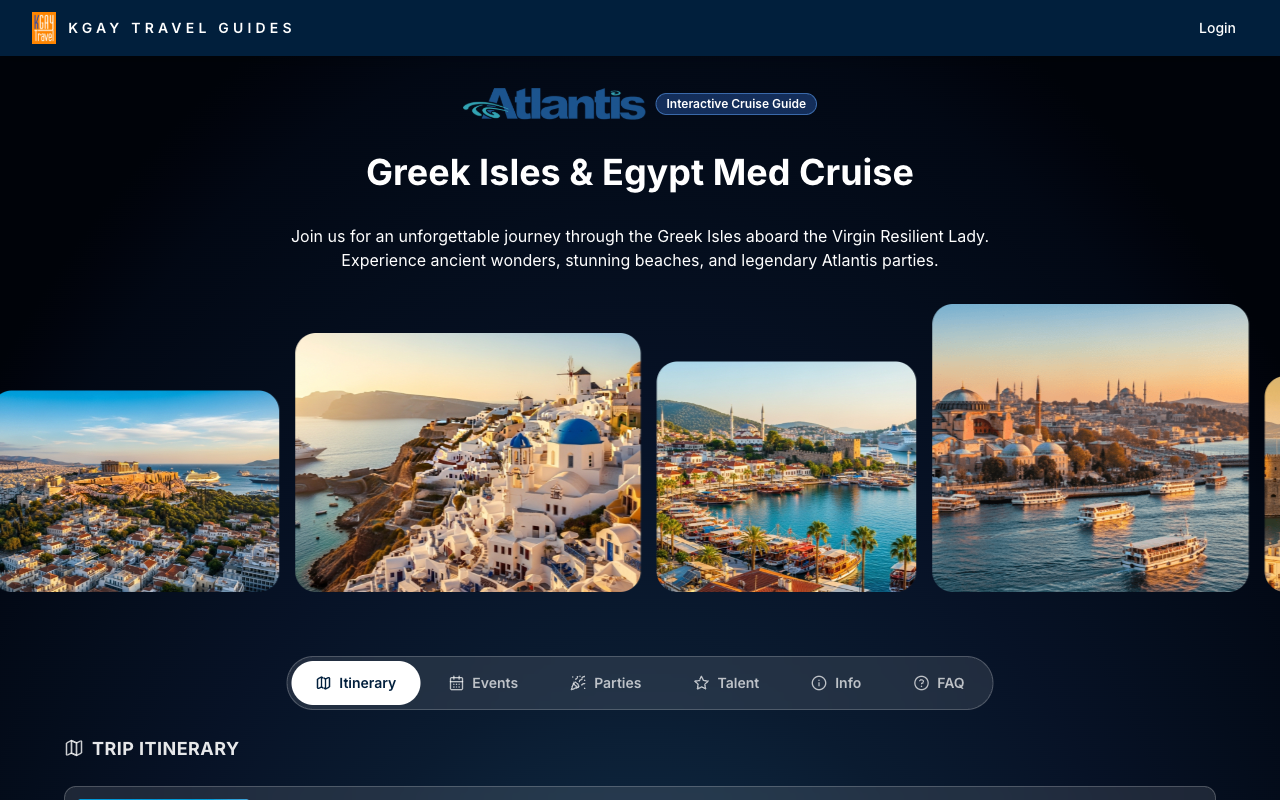 KGAY Travel
KGAY TRAVEL GUIDES
Login
Atlantis
Interactive Cruise Guide
Greek Isles & Egypt Med Cruise
Join us for an unforgettable journey through the Greek Isles aboard the Virgin Resilient Lady.
Experience ancient wonders, stunning beaches, and legendary Atlantis parties.
Itinerary
Events
Parties
Talent
Info
FAQ
TRIP ITINERARY